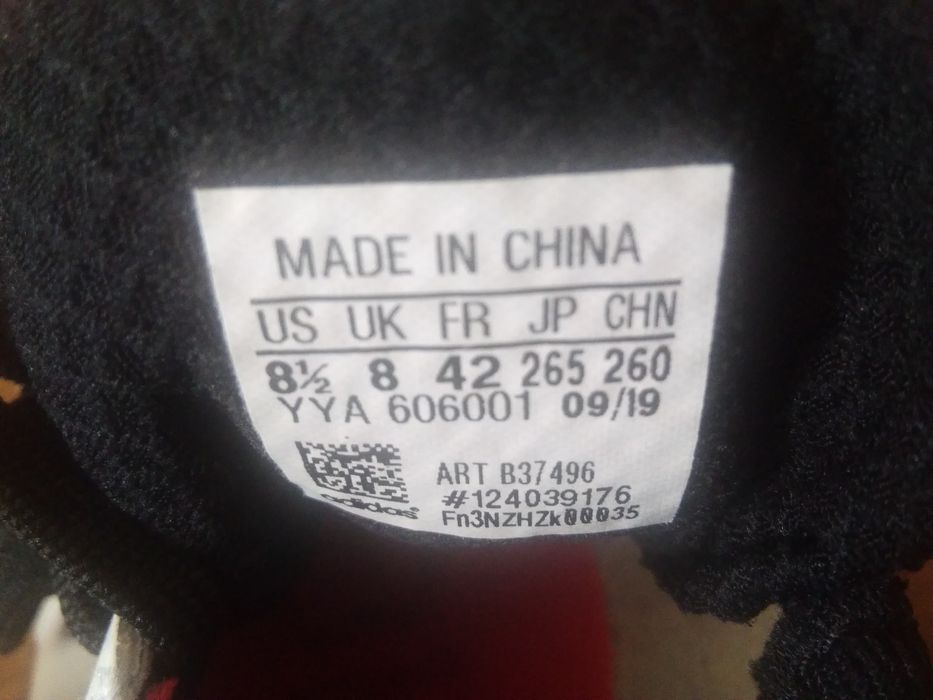 MADE IN CHINA
US UK FR JP CHN
8½ 8 42 265 260
YYA 606001 09/19
ART B37496
#124039176
adidas
Fn3NZHZk00035